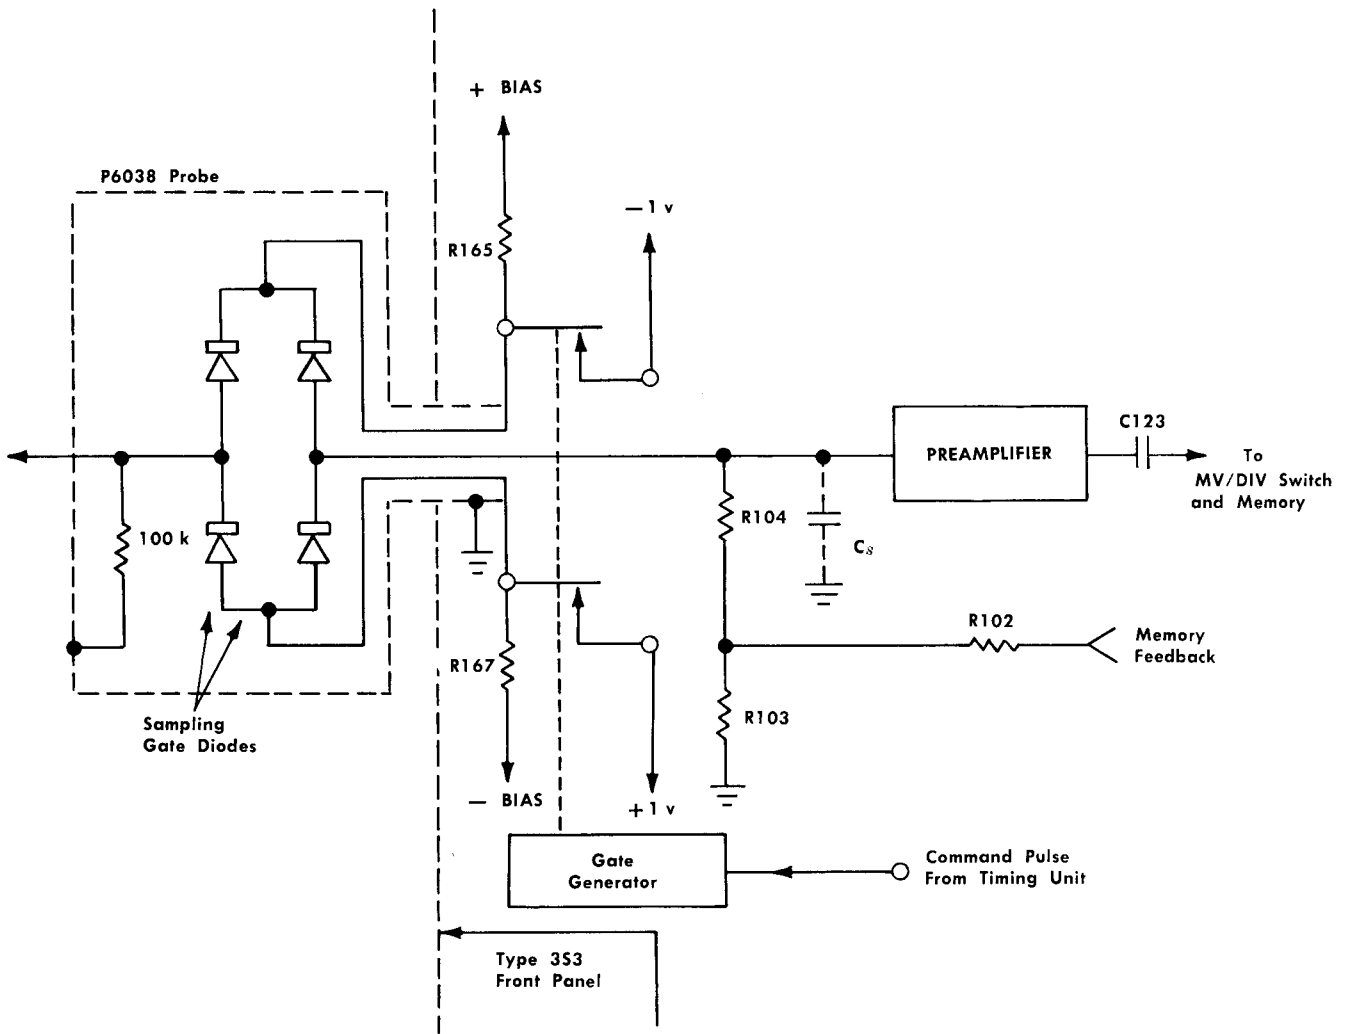 + BIAS
P6038 Probe
−1 v
R165
C123
PREAMPLIFIER
To
MV/DIV Switch
and Memory
100 k
R104
Cs
R102
Memory
Feedback
R167
R103
Sampling
Gate Diodes
− BIAS
+1 v
Gate
Generator
Command Pulse
From Timing Unit
Type 3S3
Front Panel